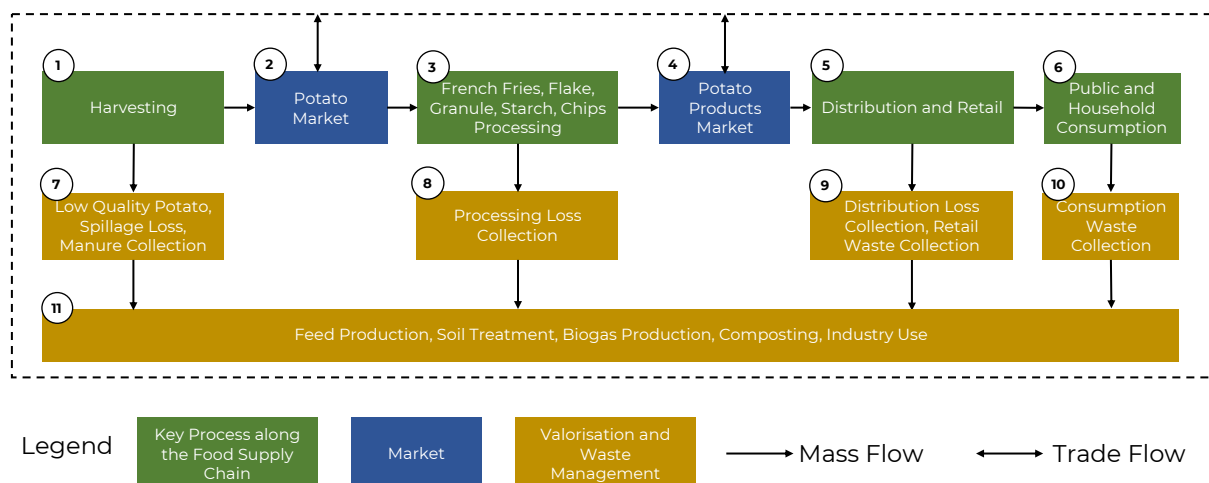 1
Harvesting
2
Potato
Market
3
French Fries, Flake,
Granule, Starch, Chips
Processing
4
Potato
Products
Market
5
Distribution and Retail
6
Public and
Household
Consumption
7
Low Quality Potato,
Spillage Loss,
Manure Collection
8
Processing Loss
Collection
9
Distribution Loss
Collection, Retail
Waste Collection
10
Consumption
Waste
Collection
11
Feed Production, Soil Treatment, Biogas Production, Composting, Industry Use
Legend
Key Process along
the Food Supply
Chain
Market
Valorisation and
Waste
Management
Mass Flow
Trade Flow